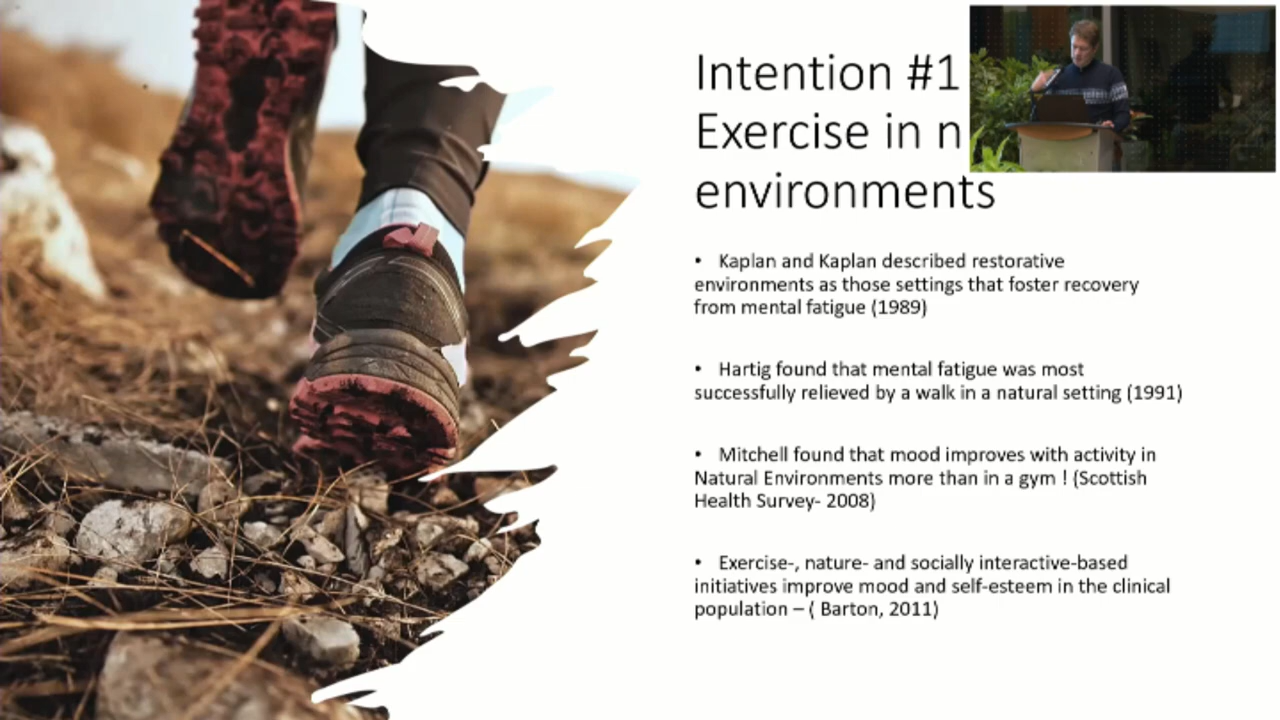 Intention #1
Exercise in n
environments
• Kaplan and Kaplan described restorative
environments as those settings that foster recovery
from mental fatigue (1989)
• Hartig found that mental fatigue was most
successfully relieved by a walk in a natural setting (1991)
• Mitchell found that mood improves with activity in
Natural Environments more than in a gym ! (Scottish
Health Survey- 2008)
• Exercise-, nature- and socially interactive-based
initiatives improve mood and self-esteem in the clinical
population – ( Barton, 2011)